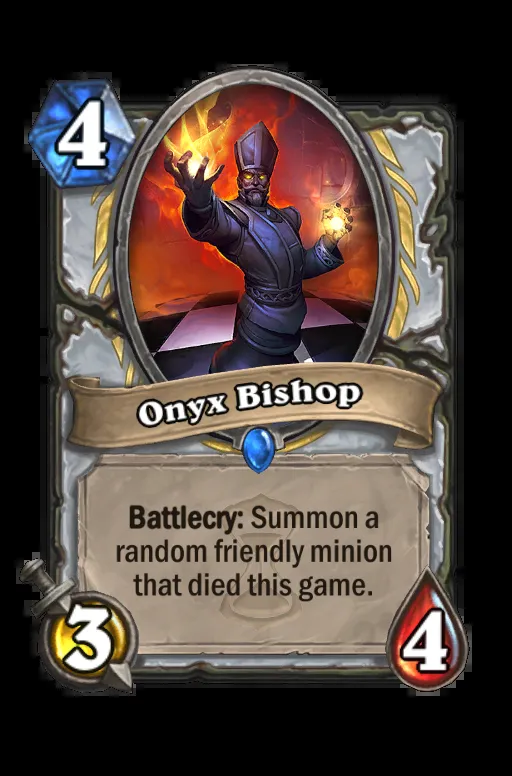 4
Onyx Bishop
Battlecry: Summon a
random friendly minion
that died this game.
3
4